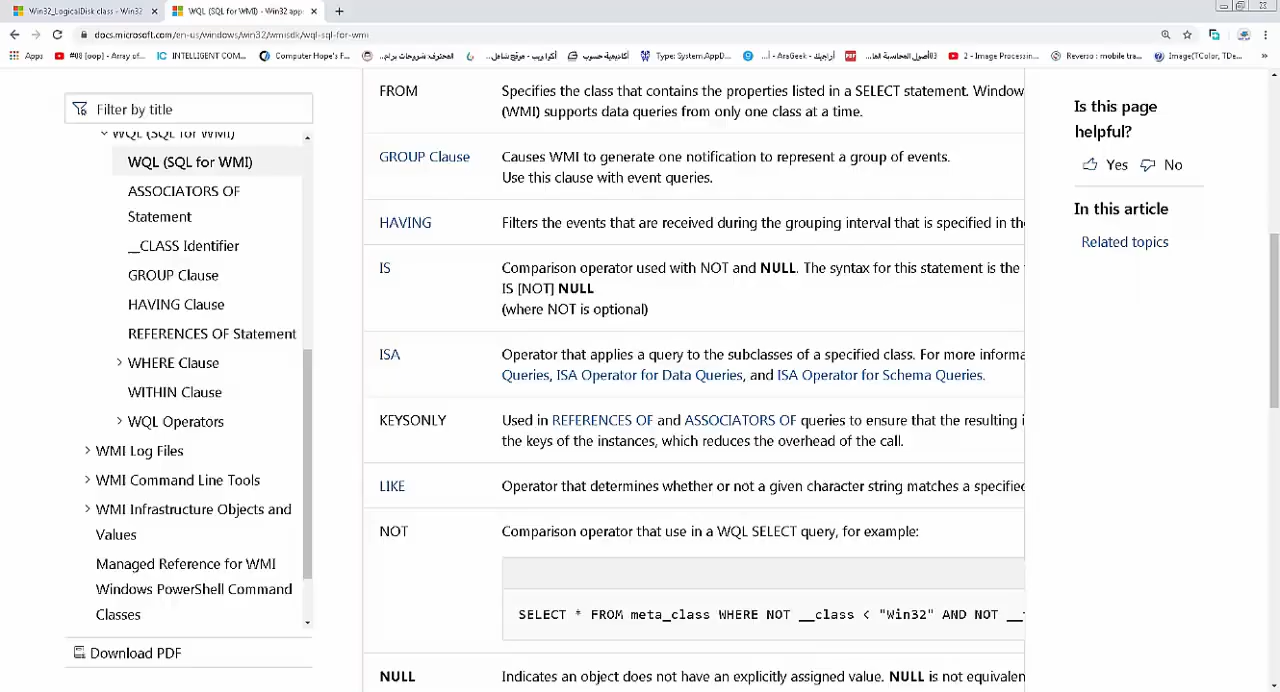 Win32_LogicalDisk class - Win32
WQL (SQL for WMI) - Win32 app
docs.microsoft.com/en-us/windows/win32/wmisdk/wql-sql-for-wmi
Apps
#08 [oop] - Array of...
INTELLIGENT COM...
Computer Hope's F...
المحترف: شروحات برام...
أكاديمية حسوب
Type: System.AppD...
أراجيك - AraGeek - أ...
2 - Image Processin...
Reverso : mobile tra...
Image(TColor, TDe...
Filter by title
WQL (SQL for WMI)
WQL (SQL for WMI)
ASSOCIATORS OF
Statement
__CLASS Identifier
GROUP Clause
HAVING Clause
REFERENCES OF Statement
WHERE Clause
WITHIN Clause
WQL Operators
WMI Log Files
WMI Command Line Tools
WMI Infrastructure Objects and
Values
Managed Reference for WMI
Windows PowerShell Command
Classes
Download PDF
FROM Specifies the class that contains the properties listed in a SELECT statement. Window
(WMI) supports data queries from only one class at a time.
GROUP Clause Causes WMI to generate one notification to represent a group of events.
Use this clause with event queries.
HAVING Filters the events that are received during the grouping interval that is specified in the
IS Comparison operator used with NOT and NULL. The syntax for this statement is the
IS [NOT] NULL
(where NOT is optional)
ISA Operator that applies a query to the subclasses of a specified class. For more informa
Queries, ISA Operator for Data Queries, and ISA Operator for Schema Queries.
KEYSONLY Used in REFERENCES OF and ASSOCIATORS OF queries to ensure that the resulting i
the keys of the instances, which reduces the overhead of the call.
LIKE Operator that determines whether or not a given character string matches a specified
NOT Comparison operator that use in a WQL SELECT query, for example:
SELECT * FROM meta_class WHERE NOT __class < "Win32" AND NOT __
NULL Indicates an object does not have an explicitly assigned value. NULL is not equivalen
Is this page
helpful?
Yes No
In this article
Related topics